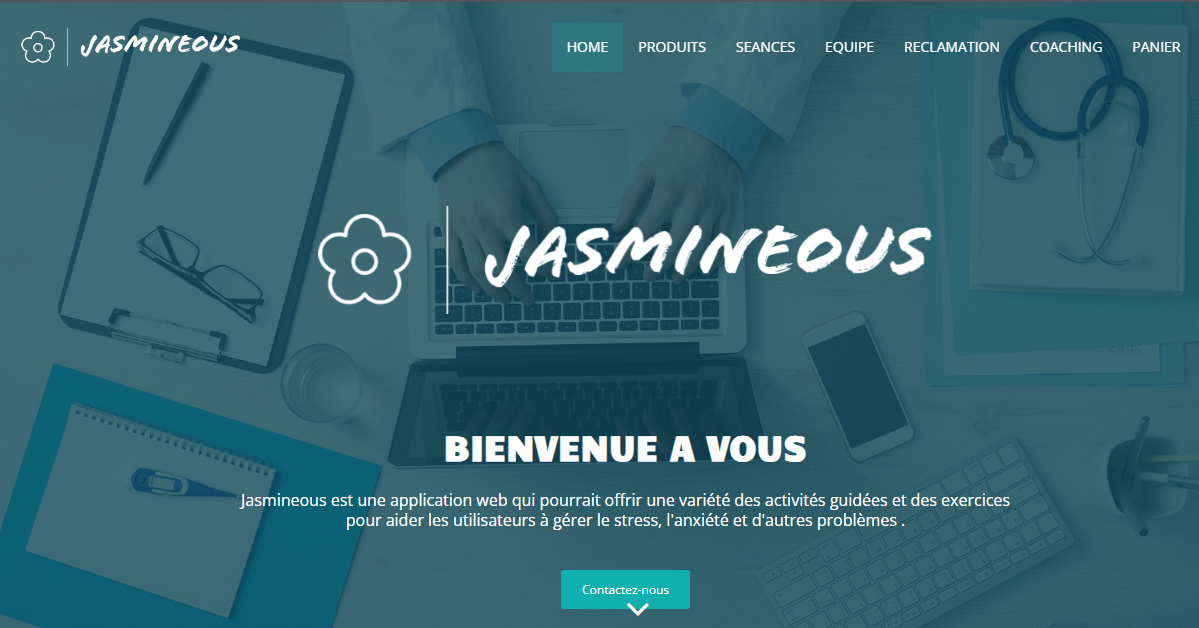 JASMINEOUS
HOME PRODUITS SEANCES EQUIPE RECLAMATION COACHING PANIER
JASMINEOUS
BIENVENUE A VOUS
Jasmineous est une application web qui pourrait offrir une variété des activités guidées et des exercices
pour aider les utilisateurs à gérer le stress, l'anxiété et d'autres problèmes .
Contactez-nous